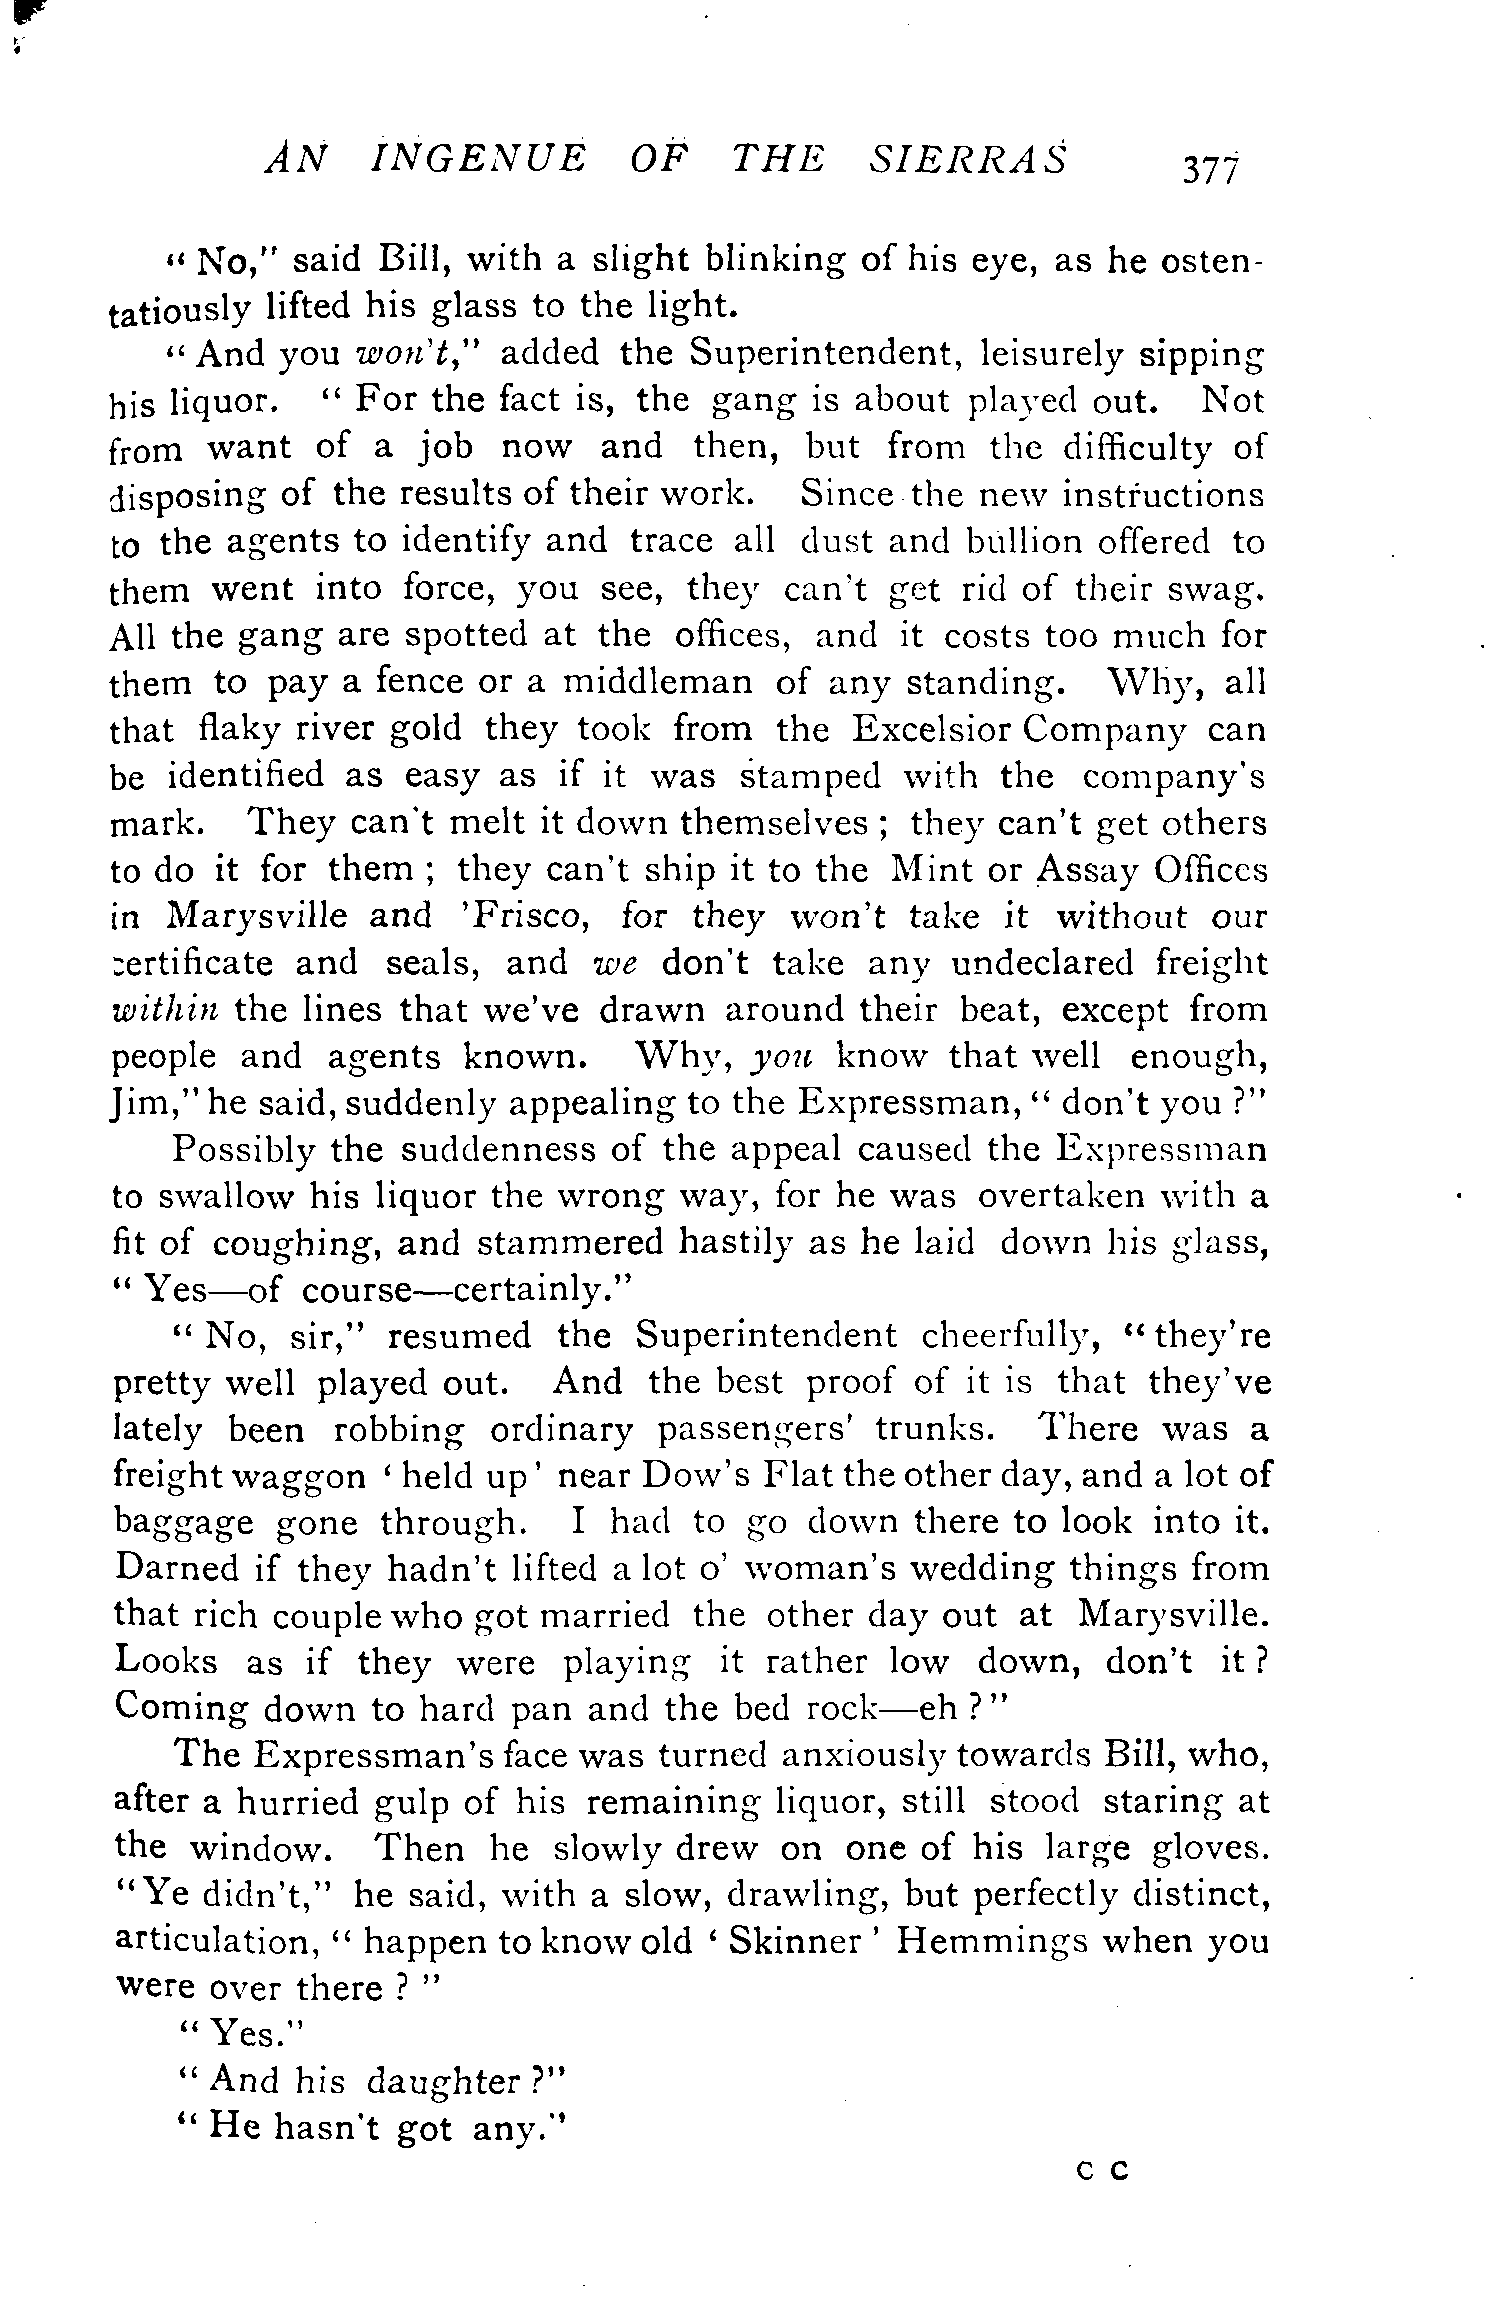 AN INGENUE OF THE SIERRAS 377
“ No,” said Bill, with a slight blinking of his eye, as he osten-
tatiously lifted his glass to the light.
“ And you won't,” added the Superintendent, leisurely sipping
his liquor. “ For the fact is, the gang is about played out. Not
from want of a job now and then, but from the difficulty of
disposing of the results of their work. Since the new instructions
to the agents to identify and trace all dust and bullion offered to
them went into force, you see, they can't get rid of their swag.
All the gang are spotted at the offices, and it costs too much for
them to pay a fence or a middleman of any standing. Why, all
that flaky river gold they took from the Excelsior Company can
be identified as easy as if it was stamped with the company's
mark. They can't melt it down themselves ; they can't get others
to do it for them ; they can't ship it to the Mint or Assay Offices
in Marysville and 'Frisco, for they won't take it without our
certificate and seals, and we don't take any undeclared freight
within the lines that we've drawn around their beat, except from
people and agents known. Why, you know that well enough,
Jim,” he said, suddenly appealing to the Expressman, “ don't you ?”
Possibly the suddenness of the appeal caused the Expressman
to swallow his liquor the wrong way, for he was overtaken with a
fit of coughing, and stammered hastily as he laid down his glass,
“ Yes—of course—certainly.”
“ No, sir,” resumed the Superintendent cheerfully, “ they're
pretty well played out. And the best proof of it is that they've
lately been robbing ordinary passengers' trunks. There was a
freight waggon ‘ held up ’ near Dow's Flat the other day, and a lot of
baggage gone through. I had to go down there to look into it.
Darned if they hadn't lifted a lot o' woman's wedding things from
that rich couple who got married the other day out at Marysville.
Looks as if they were playing it rather low down, don't it ?
Coming down to hard pan and the bed rock—eh ? ”
The Expressman's face was turned anxiously towards Bill, who,
after a hurried gulp of his remaining liquor, still stood staring at
the window. Then he slowly drew on one of his large gloves.
“ Ye didn't,” he said, with a slow, drawling, but perfectly distinct,
articulation, “ happen to know old ‘ Skinner ’ Hemmings when you
were over there ? ”
“ Yes.”
“ And his daughter ?”
“ He hasn't got any.”
C C